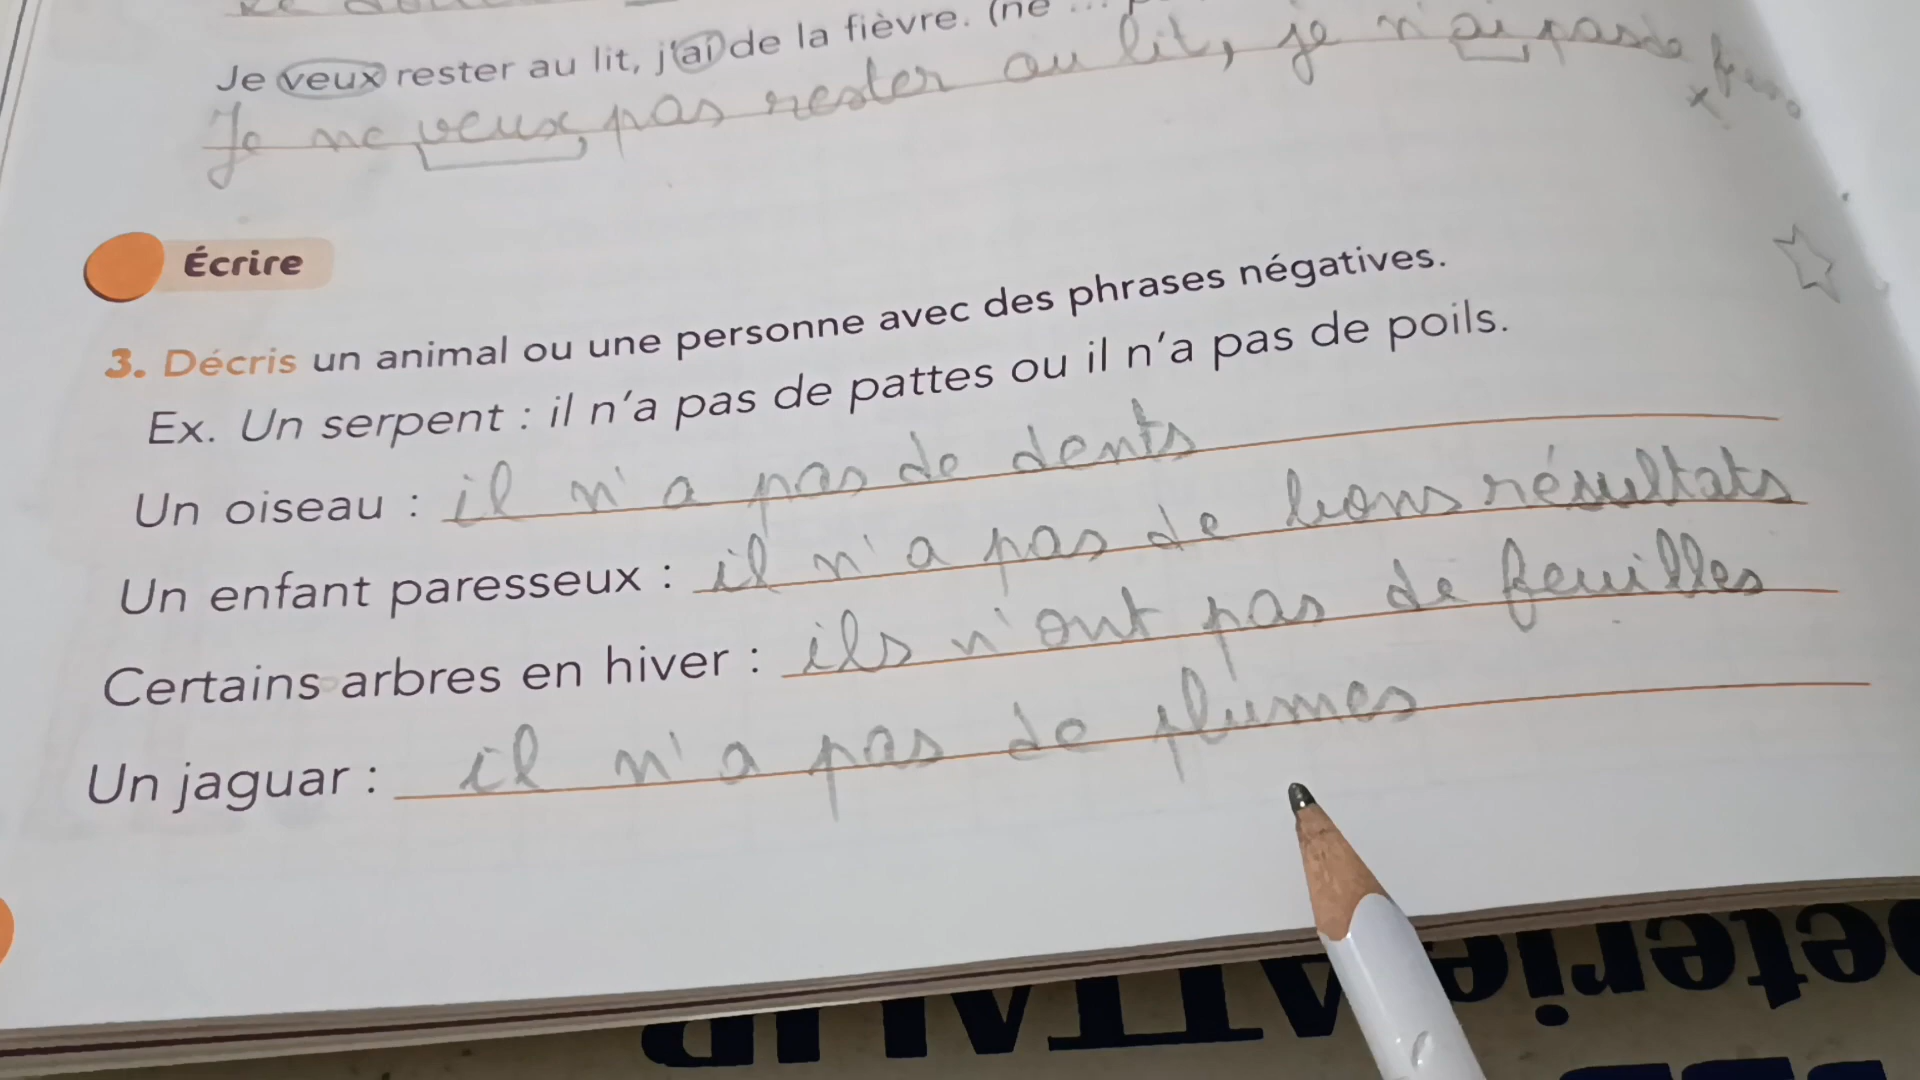 Je veux rester au lit, j'ai de la fièvre. (ne ...
Je ne veux pas rester au lit, je n'ai pas de
Écrire
3. Décris un animal ou une personne avec des phrases négatives.
Ex. Un serpent : il n'a pas de pattes ou il n'a pas de poils.
Un oiseau : il n'a pas de dents
Un enfant paresseux : il n'a pas de bons résultats
Certains arbres en hiver : ils n'ont pas de feuilles
Un jaguar : il n'a pas de plumes